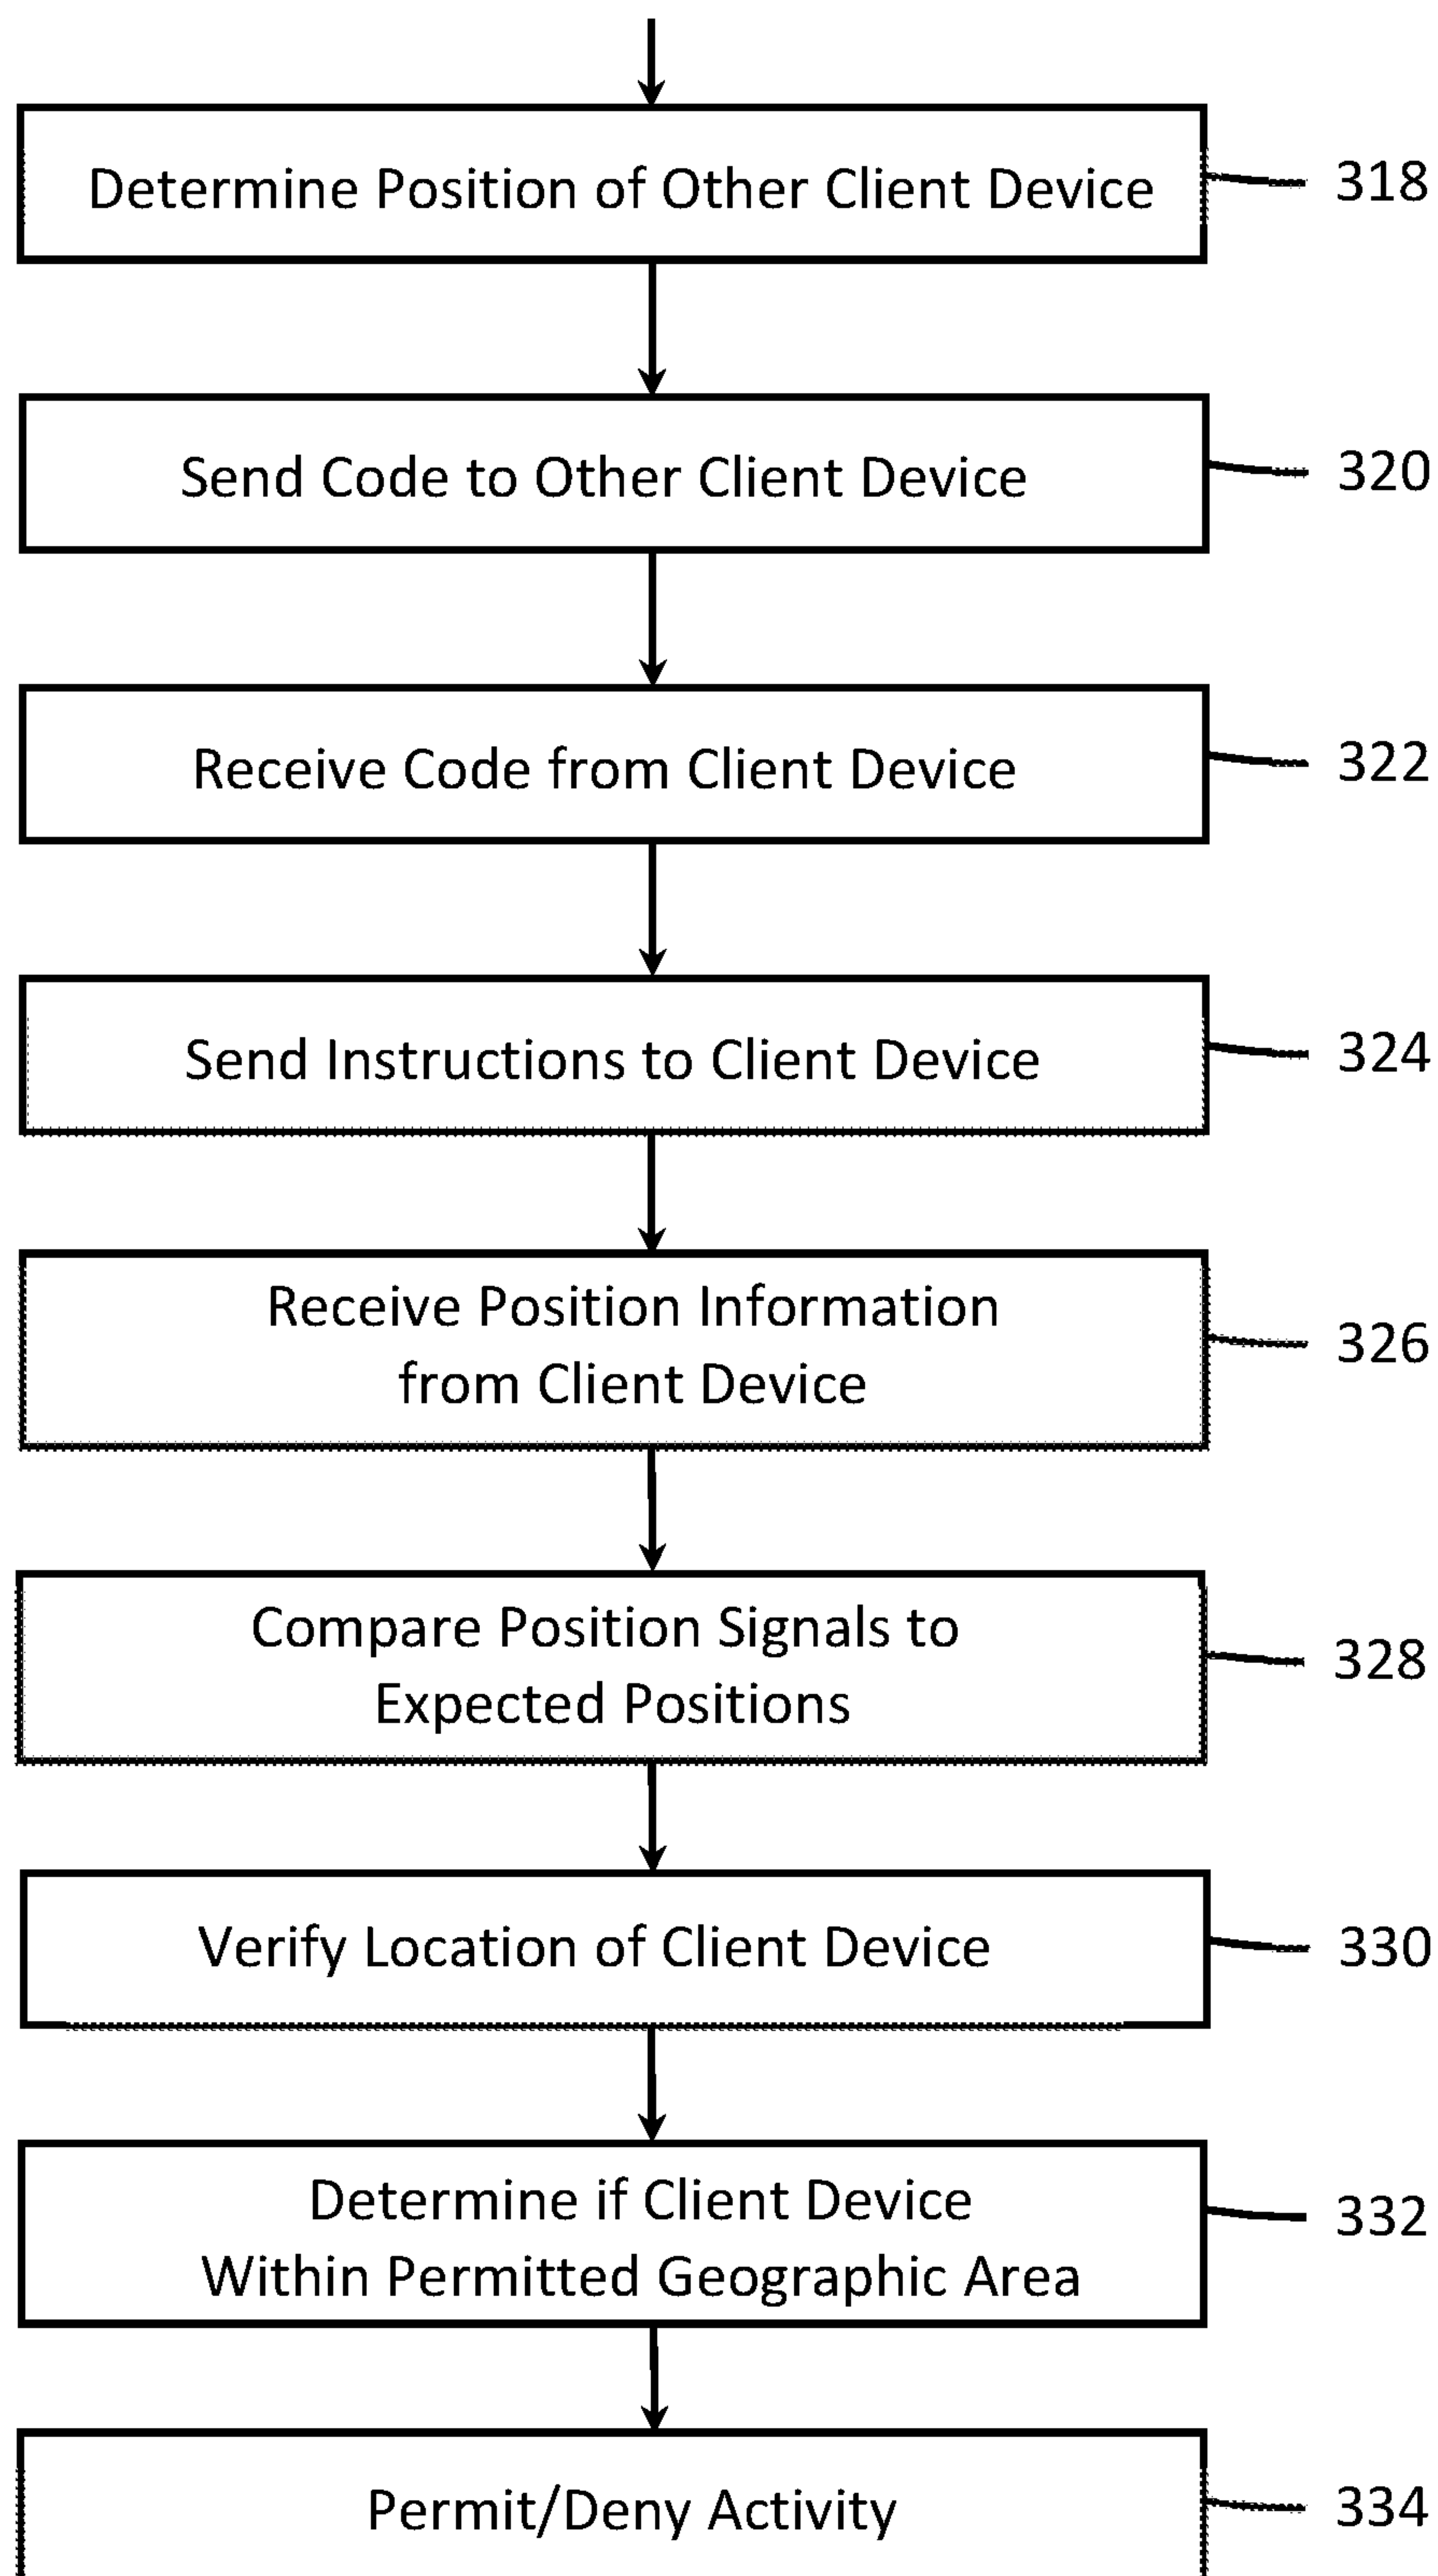 Determine Position of Other Client Device
318
Send Code to Other Client Device
320
Receive Code from Client Device
322
Send Instructions to Client Device
324
Receive Position Information
from Client Device
326
Compare Position Signals to
Expected Positions
328
Verify Location of Client Device
330
Determine if Client Device
Within Permitted Geographic Area
332
Permit/Deny Activity
334